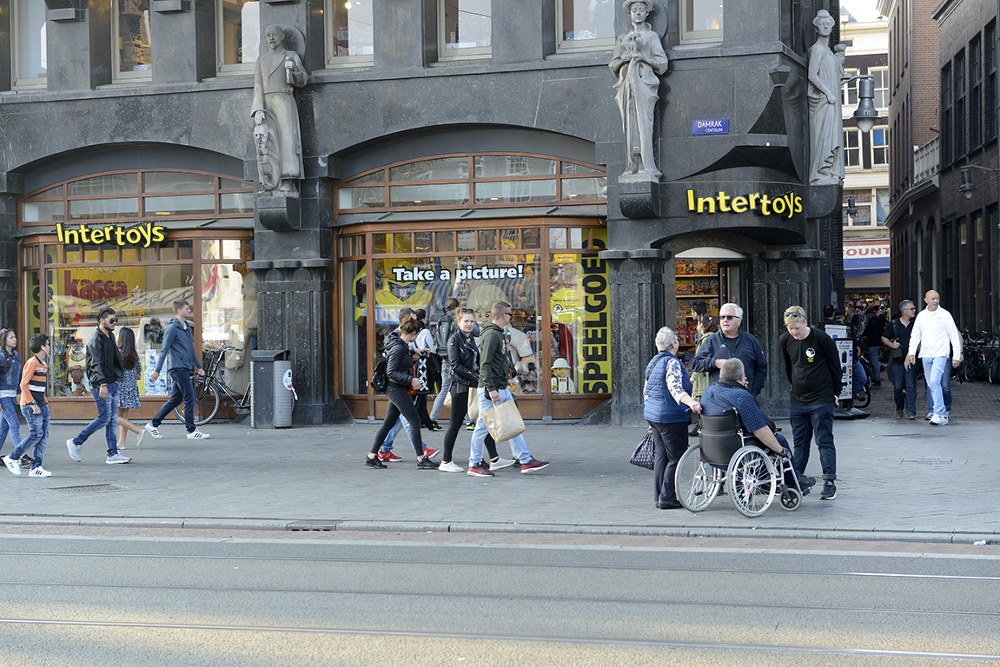 DAMRAK
CENTRUM
Intertoys
Intertoys
Take a picture!
kassa
SPEELGOED
OUNT